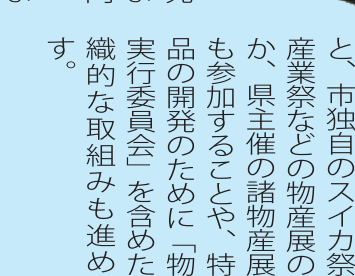 と、市独自のスイカ祭
産業祭などの物産展の
か、県主催の諸物産展
も参加することや、特
品の開発のために「物
実行委員会」を含めた
織的な取組みも進め
す。